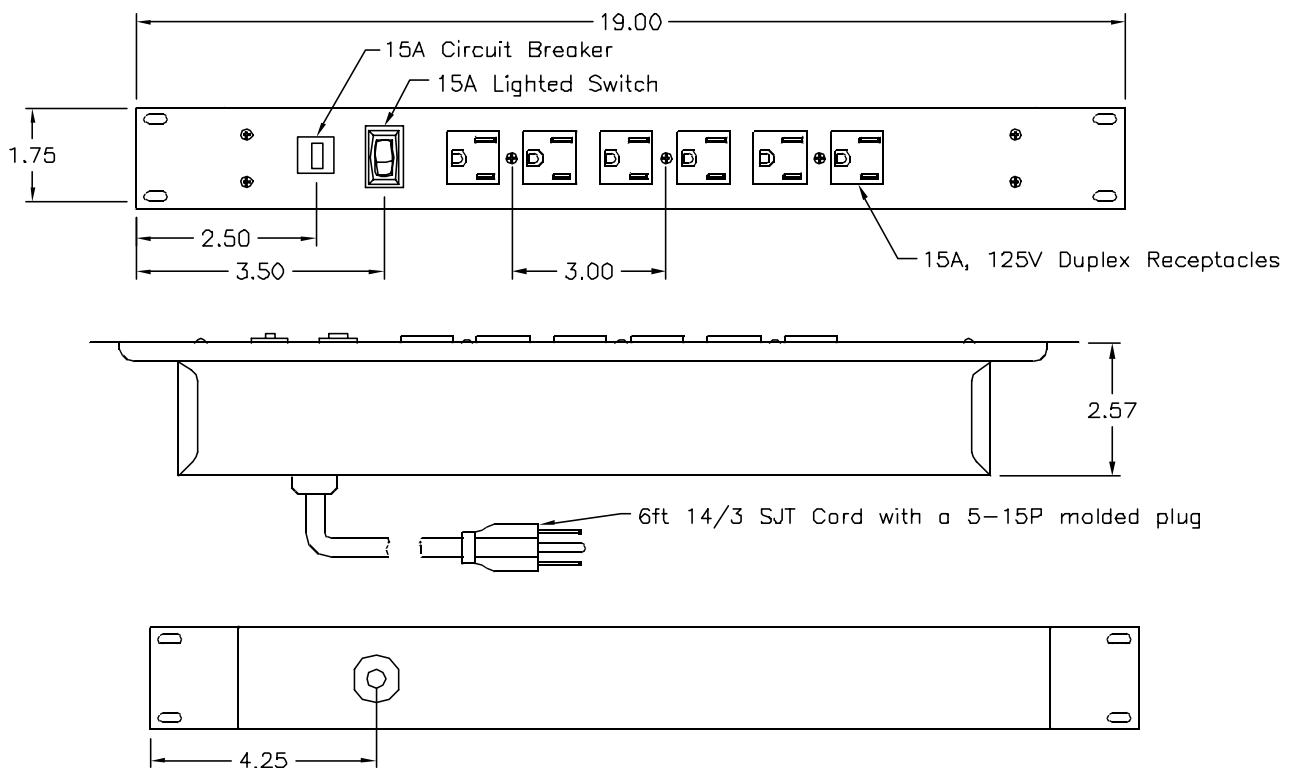 19.00
15A Circuit Breaker
15A Lighted Switch
1.75
2.50
3.50
3.00
15A, 125V Duplex Receptacles
2.57
6ft 14/3 SJT Cord with a 5-15P molded plug
4.25